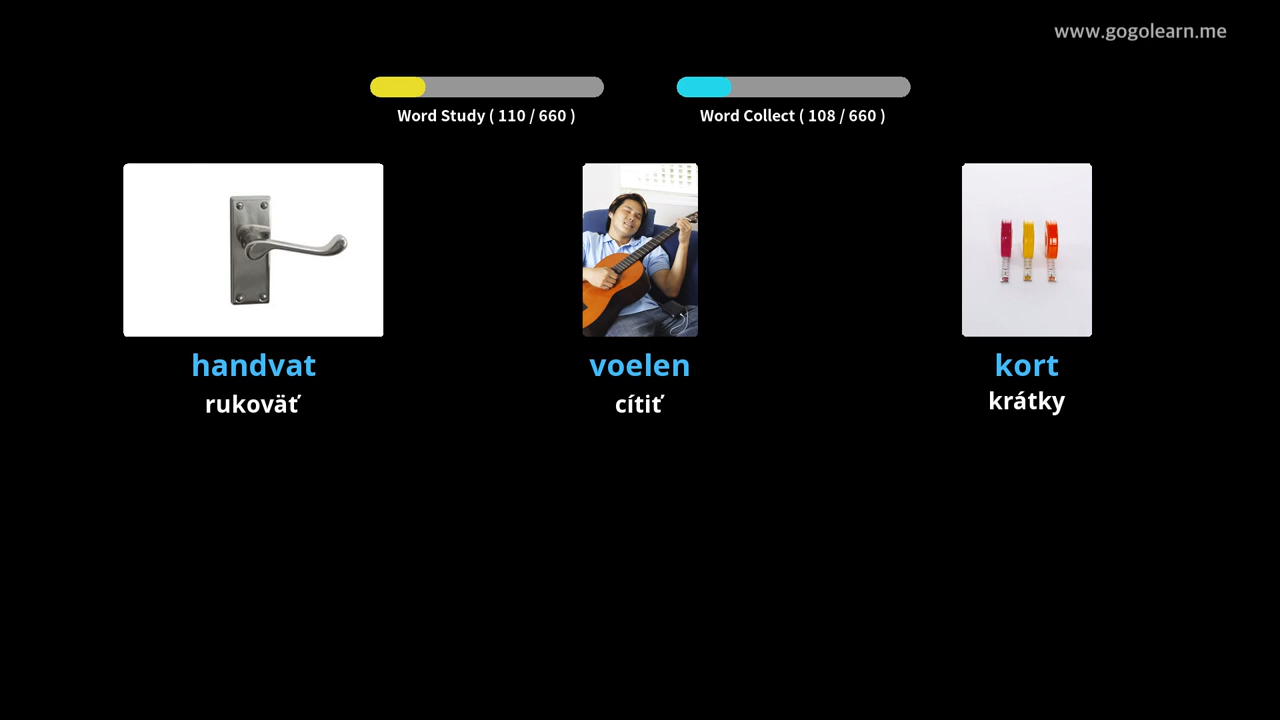 www.gogolearn.me
Word Study ( 110 / 660 )
Word Collect ( 108 / 660 )
handvat
rukoväť
voelen
cítiť
kort
krátky